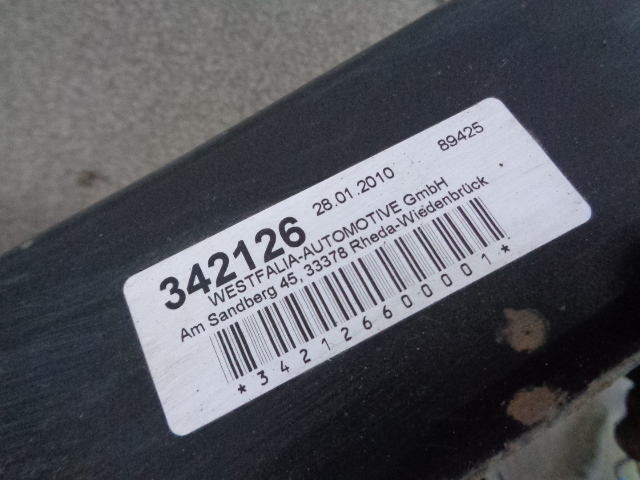 342126 28.01.2010 89425
WESTFALIA-AUTOMOTIVE GmbH
Am Sandberg 45, 33378 Rheda-Wiedenbrück
*342126600001*